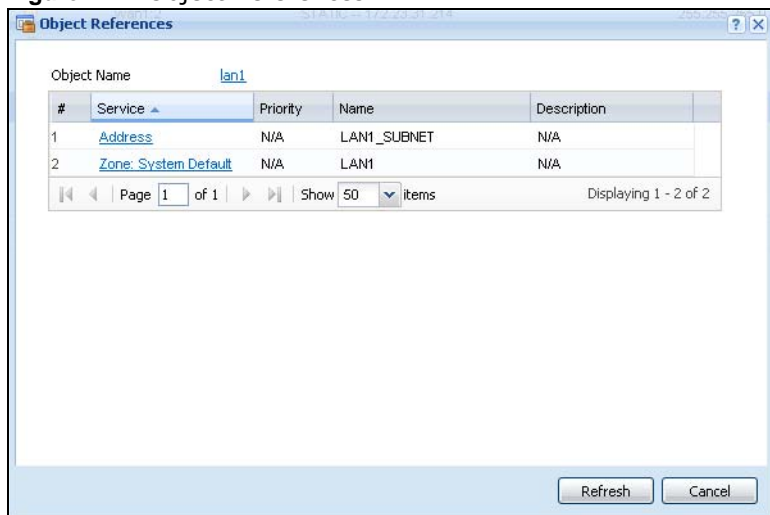 Object References
Object Name lan1
# Service Priority Name Description
1 Address N/A LAN1_SUBNET N/A
2 Zone: System Default N/A LAN1 N/A
Page 1 of 1 Show 50 items Displaying 1 - 2 of 2
Refresh Cancel